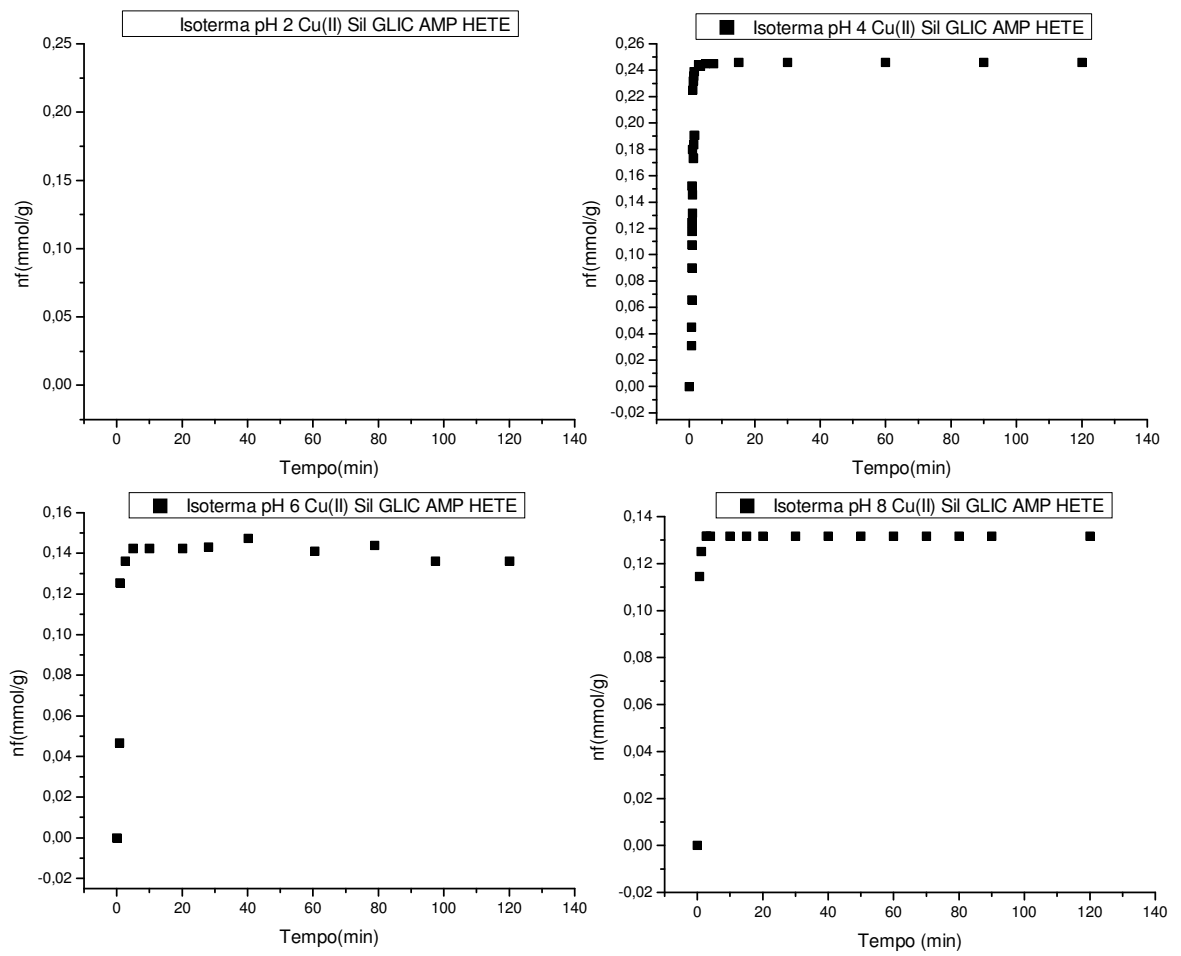 Isoterma pH 2 Cu(II) Sil GLIC AMP HETE
0,25
0,20
0,15
0,10
0,05
0,00
nf(mmol/g)
0 20 40 60 80 100 120 140
Tempo(min)
Isoterma pH 4 Cu(II) Sil GLIC AMP HETE
0,26
0,24
0,22
0,20
0,18
0,16
0,14
0,12
0,10
0,08
0,06
0,04
0,02
0,00
-0,02
nf(mmol/g)
0 20 40 60 80 100 120 140
Tempo(min)
Isoterma pH 6 Cu(II) Sil GLIC AMP HETE
0,16
0,14
0,12
0,10
0,08
0,06
0,04
0,02
0,00
-0,02
nf(mmol/g)
0 20 40 60 80 100 120 140
Tempo(min)
Isoterma pH 8 Cu(II) Sil GLIC AMP HETE
0,14
0,12
0,10
0,08
0,06
0,04
0,02
0,00
-0,02
nf(mmol/g)
0 20 40 60 80 100 120 140
Tempo (min)